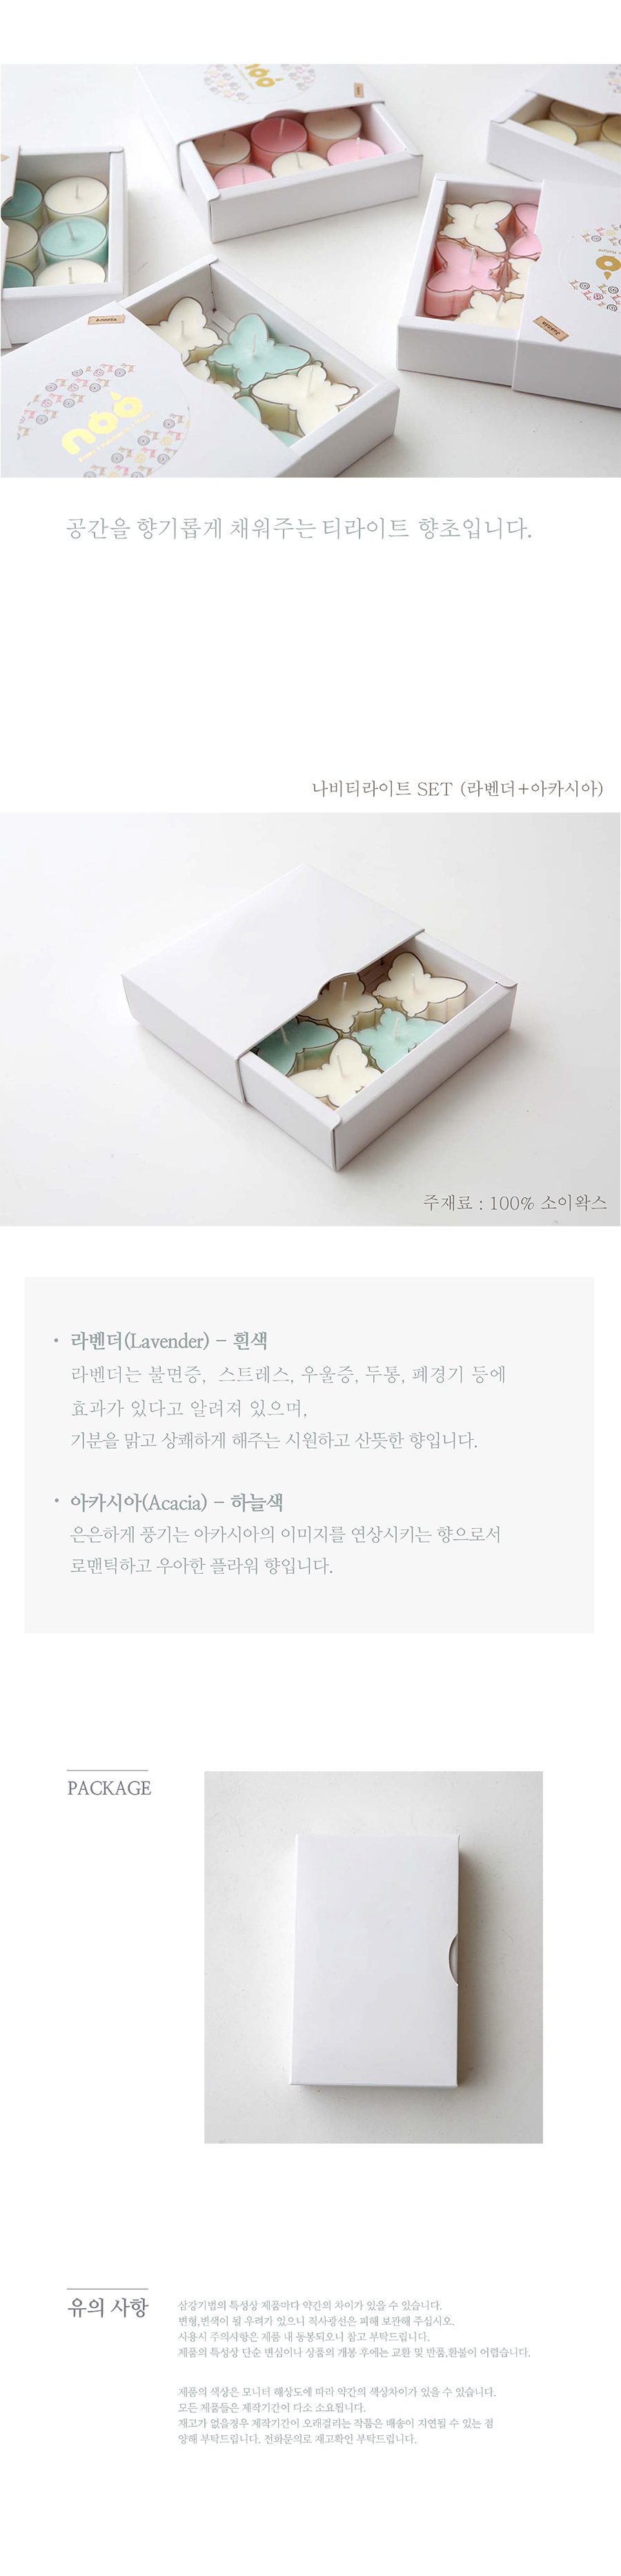 noo
공간을 향기롭게 채워주는 티라이트 향초입니다.
나비티라이트 SET (라벤더+아카시아)
주재료 : 100% 소이왁스
• 라벤더(Lavender) - 흰색
라벤더는 불면증, 스트레스, 우울증, 두통, 폐경기 등에
효과가 있다고 알려져 있으며,
기분을 맑고 상쾌하게 해주는 시원하고 산뜻한 향입니다.
• 아카시아(Acacia) - 하늘색
은은하게 풍기는 아카시아의 이미지를 연상시키는 향으로서
로맨틱하고 우아한 플라워 향입니다.
PACKAGE
유의 사항
삼강기법의 특성상 제품마다 약간의 차이가 있을 수 있습니다.
변형,변색이 될 우려가 있으니 직사광선은 피해 보관해 주십시오.
사용시 주의사항은 제품 내 동봉되오니 참고 부탁드립니다.
제품의 특성상 단순 변심이나 상품의 개봉 후에는 교환 및 반품,환불이 어렵습니다.
제품의 색상은 모니터 해상도에 따라 약간의 색상차이가 있을 수 있습니다.
모든 제품들은 제작기간이 다소 소요됩니다.
재고가 없을경우 제작기간이 오래걸리는 작품은 배송이 지연될 수 있는 점
양해 부탁드립니다. 전화문의로 재고확인 부탁드립니다.